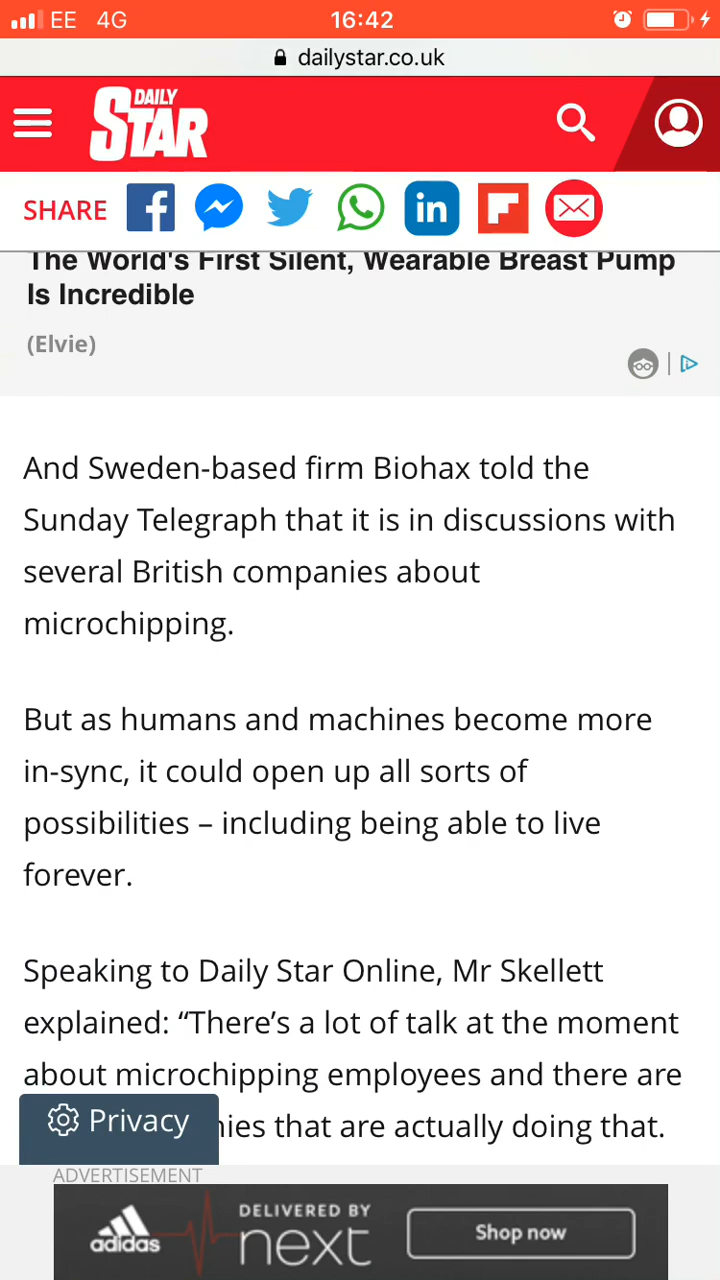 EE 4G 16:42
dailystar.co.uk
DAILY
STAR
SHARE
The World's First Silent, Wearable Breast Pump
Is Incredible
(Elvie)
And Sweden-based firm Biohax told the
Sunday Telegraph that it is in discussions with
several British companies about
microchipping.
But as humans and machines become more
in-sync, it could open up all sorts of
possibilities – including being able to live
forever.
Speaking to Daily Star Online, Mr Skellett
explained: “There’s a lot of talk at the moment
about microchipping employees and there are
Privacy
that are actually doing that.
ADVERTISEMENT
adidas
DELIVERED BY
next
Shop now